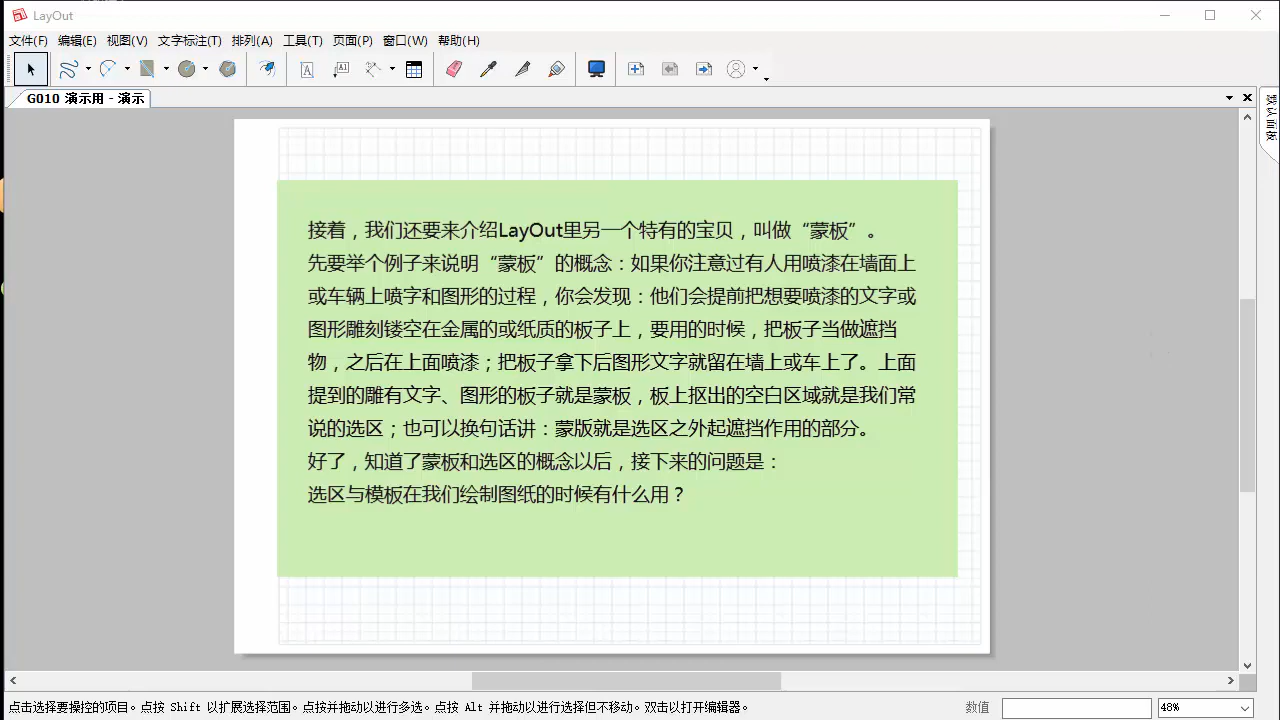 LayOut
文件(F) 编辑(E) 视图(V) 文字标注(T) 排列(A) 工具(T) 页面(P) 窗口(W) 帮助(H)
G010 演示用 - 演示
默认面板
接着，我们还要来介绍LayOut里另一个特有的宝贝，叫做“蒙板”。
先要举个例子来说明“蒙板”的概念：如果你注意过有人用喷漆在墙面上
或车辆上喷字和图形的过程，你会发现：他们会提前把想要喷漆的文字或
图形雕刻镂空在金属的或纸质的板子上，要用的时候，把板子当做遮挡
物，之后在上面喷漆；把板子拿下后图形文字就留在墙上或车上了。上面
提到的雕有文字、图形的板子就是蒙板，板上抠出的空白区域就是我们常
说的选区；也可以换句话讲：蒙版就是选区之外起遮挡作用的部分。
好了，知道了蒙板和选区的概念以后，接下来的问题是：
选区与模板在我们绘制图纸的时候有什么用？
点击选择要操控的项目。点按 Shift 以扩展选择范围。点按并拖动以进行多选。点按 Alt 并拖动以进行选择但不移动。双击以打开编辑器。
数值
48%